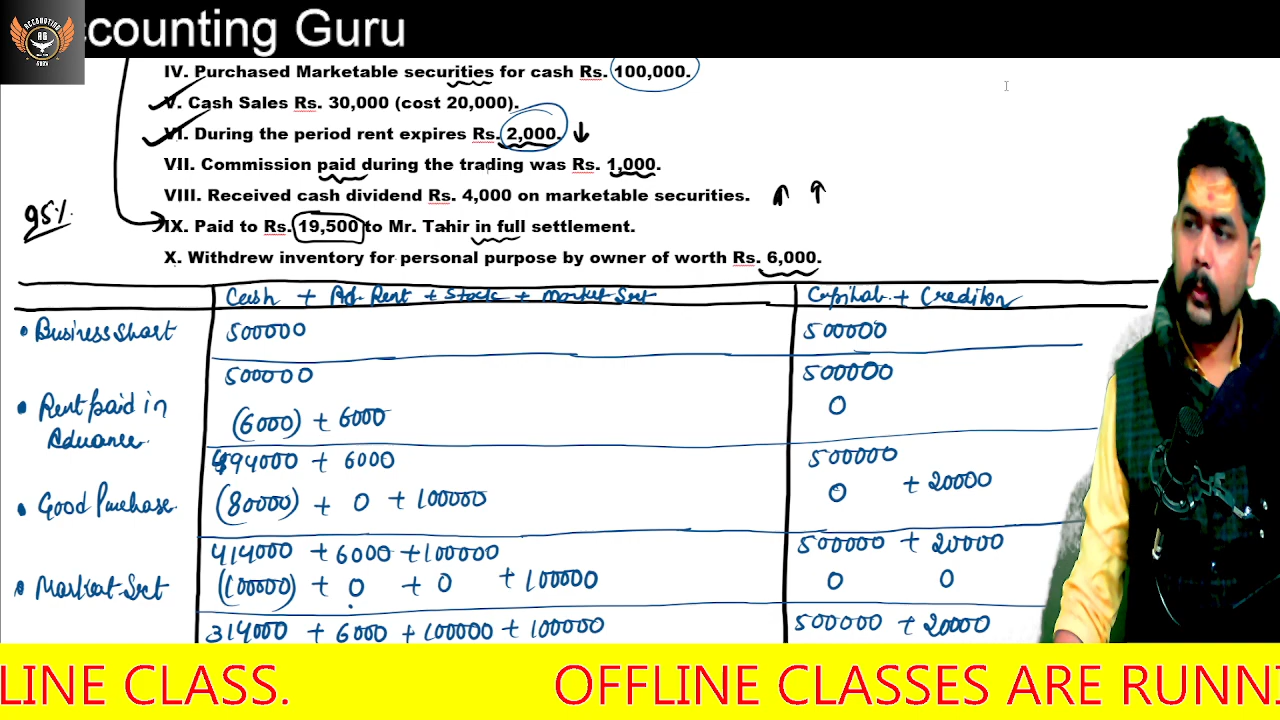 ACCOUNTING
AG
GURU
counting Guru
IV. Purchased Marketable securities for cash Rs. 100,000.
V. Cash Sales Rs. 30,000 (cost 20,000).
VI. During the period rent expires Rs. 2,000. ↓
VII. Commission paid during the trading was Rs. 1,000.
VIII. Received cash dividend Rs. 4,000 on marketable securities. ↑ ↑
95%
IX. Paid to Rs. 19,500 to Mr. Tahir in full settlement.
X. Withdrew inventory for personal purpose by owner of worth Rs. 6,000.
Cash + Ad. Rent + Stock + Market Sect Capital + Creditor
• Business Start 500000 500000
500000 500000
• Rent paid in Advance (6000) + 6000 0
494000 + 6000 500000
• Good Purchase (80000) + 0 + 100000 0 + 20000
414000 + 6000 + 100000 500000 + 20000
• Market Sect (100000) + 0 + 0 + 100000 0 0
314000 + 6000 + 100000 + 100000 500000 + 20000
LINE CLASS. OFFLINE CLASSES ARE RUNNI